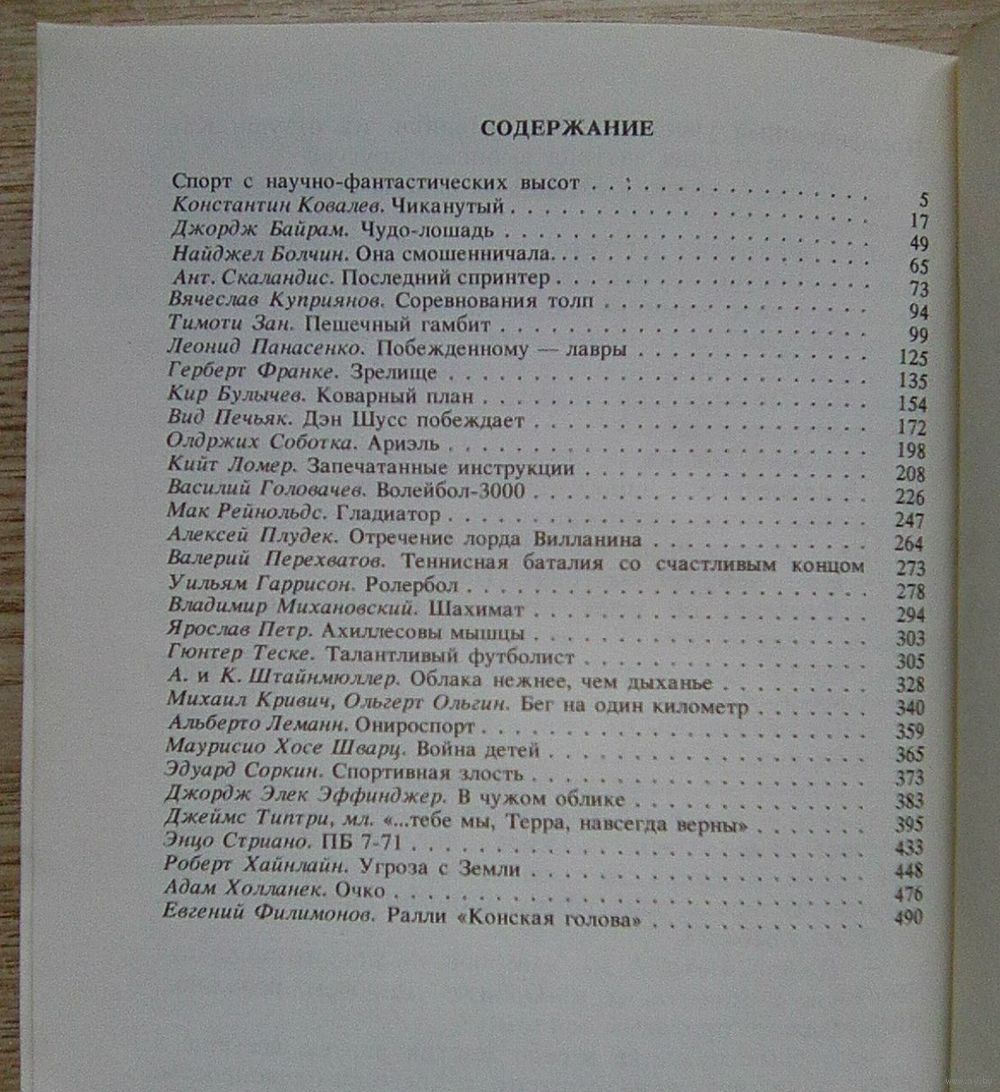 СОДЕРЖАНИЕ
Спорт с научно-фантастических высот . . . . . . . . . . . . . . 5
Константин Ковалев. Чиканутый . . . . . . . . . . . . . . 17
Джордж Байрам. Чудо-лошадь . . . . . . . . . . . . . . 49
Найджел Болчин. Она смошенничала. . . . . . . . . . . . . . 65
Ант. Скаландис. Последний спринтер . . . . . . . . . . . . . . 73
Вячеслав Куприянов. Соревнования толп . . . . . . . . . . . . 94
Тимоти Зан. Пешечный гамбит . . . . . . . . . . . . . . 99
Леонид Панасенко. Побежденному — лавры . . . . . . . . . . . 125
Герберт Франке. Зрелище . . . . . . . . . . . . . . 135
Кир Булычев. Коварный план . . . . . . . . . . . . . . 154
Вид Печьяк. Дэн Шусс побеждает . . . . . . . . . . . . . . 172
Олдржих Соботка. Ариэль . . . . . . . . . . . . . . 198
Кийт Ломер. Запечатанные инструкции . . . . . . . . . . . . . 208
Василий Головачев. Волейбол-3000 . . . . . . . . . . . . . . 226
Мак Рейнольдс. Гладиатор . . . . . . . . . . . . . . 247
Алексей Плудек. Отречение лорда Вилланина . . . . . . . . . . 264
Валерий Перехватов. Теннисная баталия со счастливым концом 273
Уильям Гаррисон. Ролербол . . . . . . . . . . . . . . 278
Владимир Михановский. Шахимат . . . . . . . . . . . . . . 294
Ярослав Петр. Ахиллесовы мышцы . . . . . . . . . . . . . . 303
Гюнтер Теске. Талантливый футболист . . . . . . . . . . . . . 305
А. и К. Штайнмюллер. Облака нежнее, чем дыханье . . . . . . . 328
Михаил Кривич, Ольгерт Ольгин. Бег на один километр . . . . . . 340
Альберто Леманн. Онироспорт . . . . . . . . . . . . . . 359
Маурисио Хосе Шварц. Война детей . . . . . . . . . . . . . . 365
Эдуард Соркин. Спортивная злость . . . . . . . . . . . . . . 373
Джордж Элек Эффинджер. В чужом облике . . . . . . . . . . . 383
Джеймс Типтри, мл. «...тебе мы, Терра, навсегда верны» . . . . . . 395
Энцо Стриано. ПБ 7-71 . . . . . . . . . . . . . . 433
Роберт Хайнлайн. Угроза с Земли . . . . . . . . . . . . . . 448
Адам Холланек. Очко . . . . . . . . . . . . . . 476
Евгений Филимонов. Ралли «Конская голова» . . . . . . . . . . 490